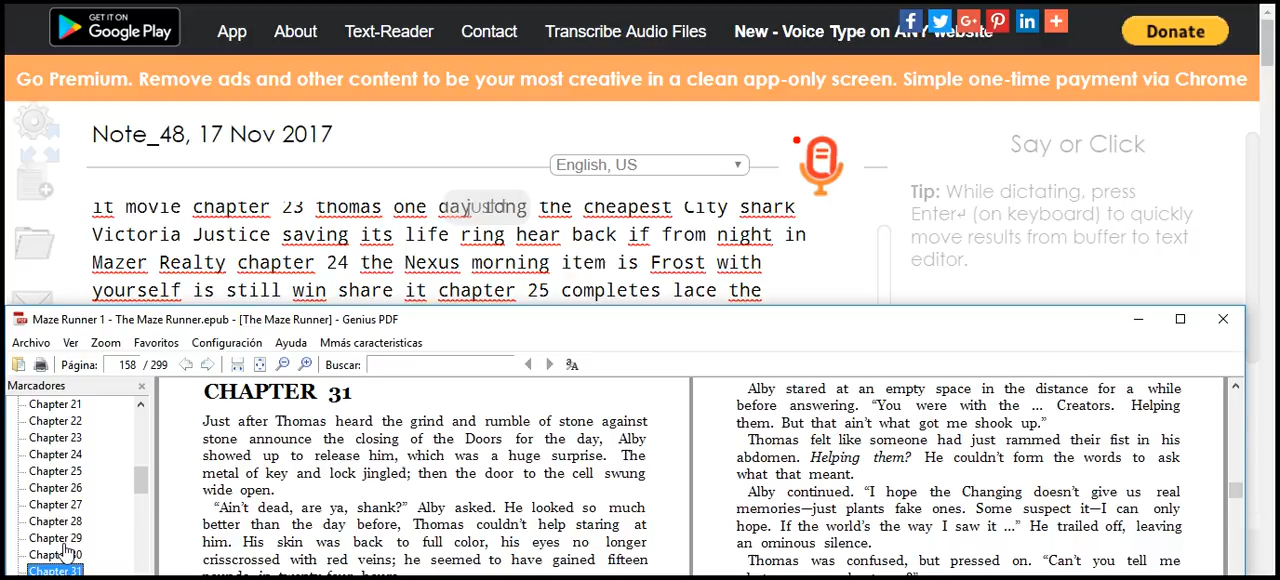 GET IT ON
Google Play
App
About
Text-Reader
Contact
Transcribe Audio Files
New - Voice Type on ANY website
Donate
Go Premium. Remove ads and other content to be your most creative in a clean app-only screen. Simple one-time payment via Chrome
Note_48, 17 Nov 2017
English, US
Say or Click
Tip: While dictating, press
Enter↵ (on keyboard) to quickly
move results from buffer to text
editor.
it movie chapter 23 thomas one day the cheapest City shark
Victoria Justice saving its life ring hear back if from night in
Mazer Realty chapter 24 the Nexus morning item is Frost with
yourself is still win share it chapter 25 completes lace the
Maze Runner 1 - The Maze Runner.epub - [The Maze Runner] - Genius PDF
Archivo Ver Zoom Favoritos Configuración Ayuda Mmás características
Página: 158 / 299 Buscar:
Marcadores
Chapter 21
Chapter 22
Chapter 23
Chapter 24
Chapter 25
Chapter 26
Chapter 27
Chapter 28
Chapter 29
Chapter 30
Chapter 31
CHAPTER 31
Just after Thomas heard the grind and rumble of stone against
stone announce the closing of the Doors for the day, Alby
showed up to release him, which was a huge surprise. The
metal of key and lock jingled; then the door to the cell swung
wide open.
“Ain’t dead, are ya, shank?” Alby asked. He looked so much
better than the day before, Thomas couldn’t help staring at
him. His skin was back to full color, his eyes no longer
crisscrossed with red veins; he seemed to have gained fifteen
pounds in twenty-four hours.
Alby stared at an empty space in the distance for a while
before answering. “You were with the ... Creators. Helping
them. But that ain’t what got me shook up.”
Thomas felt like someone had just rammed their fist in his
abdomen. Helping them? He couldn’t form the words to ask
what that meant.
Alby continued. “I hope the Changing doesn’t give us real
memories—just plants fake ones. Some suspect it—I can only
hope. If the world’s the way I saw it ...” He trailed off, leaving
an ominous silence.
Thomas was confused, but pressed on. “Can’t you tell me